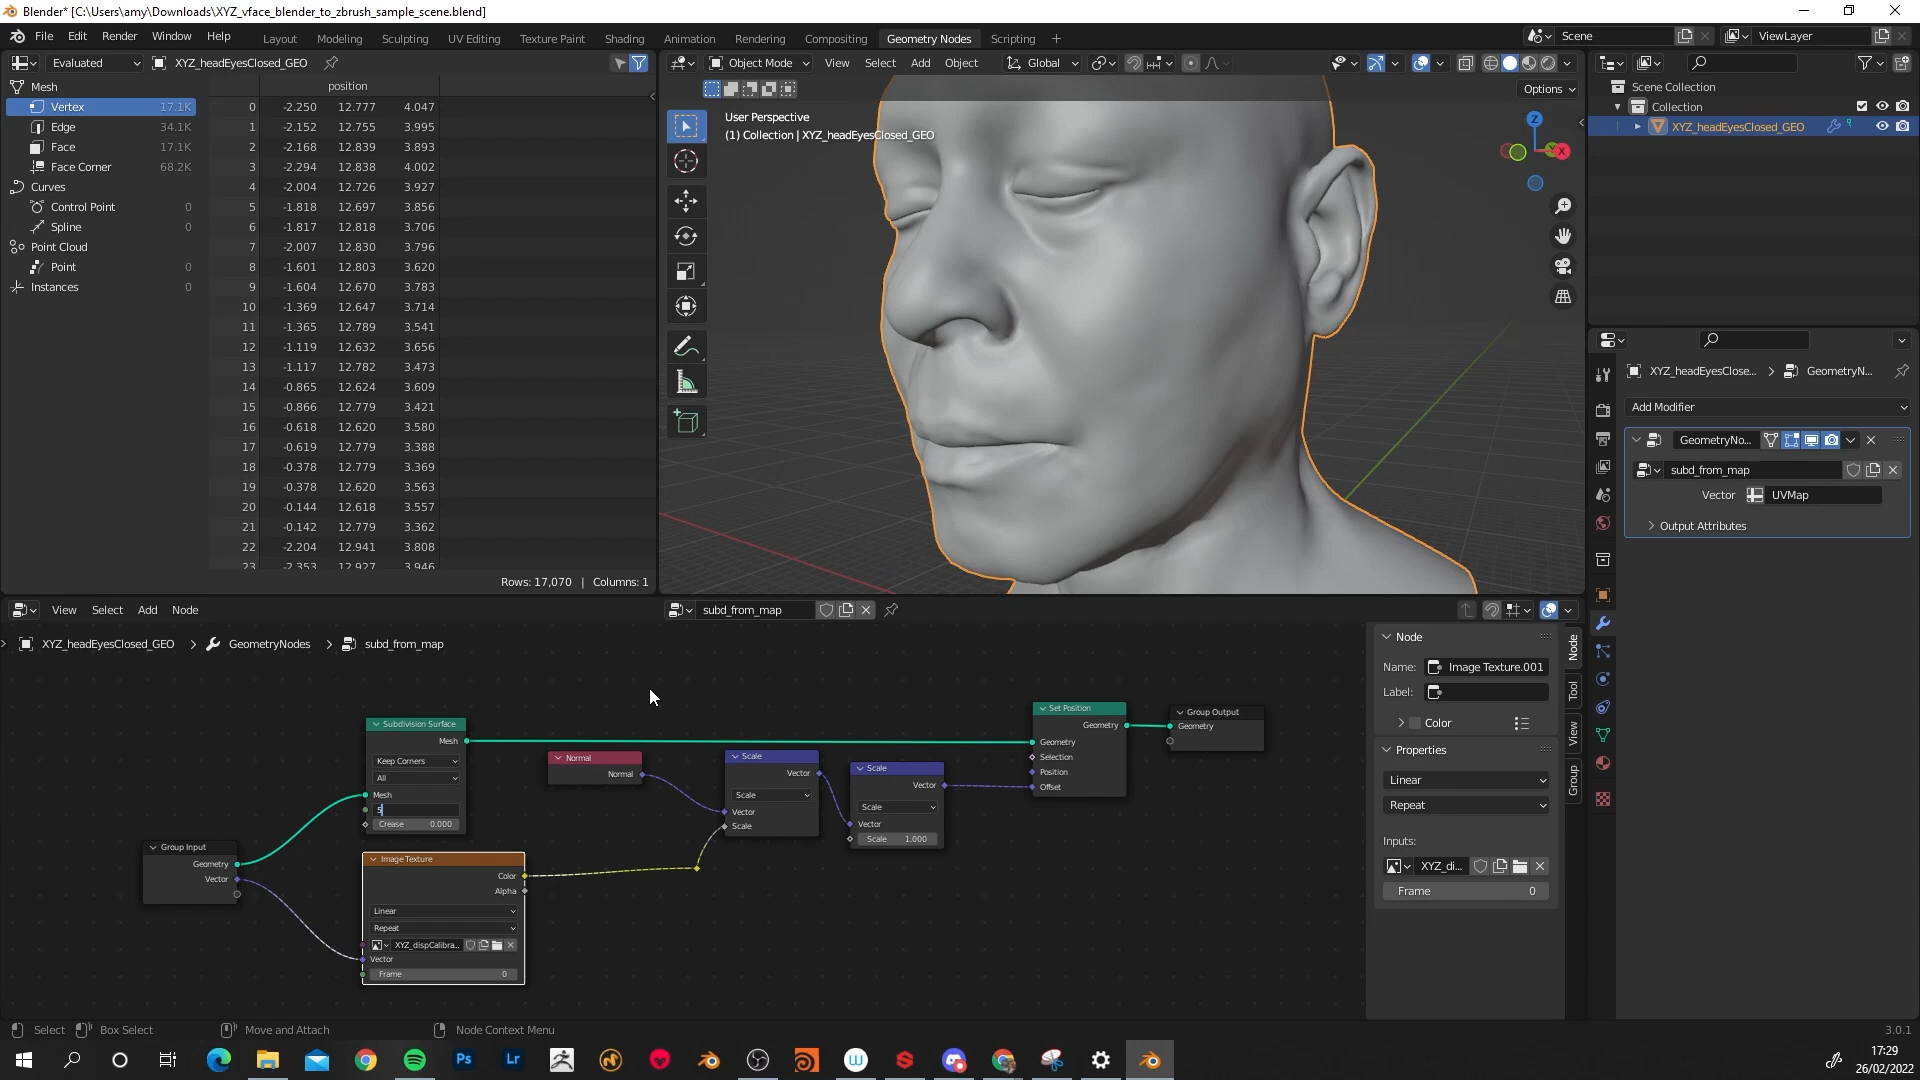 Blender* [C:\Users\amy\Downloads\XYZ_vface_blender_to_zbrush_sample_scene.blend]
File Edit Render Window Help
Layout Modeling Sculpting UV Editing Texture Paint Shading Animation Rendering Compositing Geometry Nodes Scripting +
Scene
ViewLayer
Evaluated
XYZ_headEyesClosed_GEO
Mesh
Vertex 17.1K
Edge 34.1K
Face 17.1K
Face Corner 68.2K
Curves
Control Point 0
Spline 0
Point Cloud
Point 0
Instances 0
position
0 -2.250 12.777 4.047
1 -2.152 12.755 3.995
2 -2.168 12.839 3.893
3 -2.294 12.838 4.002
4 -2.004 12.726 3.927
5 -1.818 12.697 3.856
6 -1.817 12.818 3.706
7 -2.007 12.830 3.796
8 -1.601 12.803 3.620
9 -1.604 12.670 3.783
10 -1.369 12.647 3.714
11 -1.365 12.789 3.541
12 -1.119 12.632 3.656
13 -1.117 12.782 3.473
14 -0.865 12.624 3.609
15 -0.866 12.779 3.421
16 -0.618 12.620 3.580
17 -0.619 12.779 3.388
18 -0.378 12.779 3.369
19 -0.378 12.620 3.563
20 -0.144 12.618 3.557
21 -0.142 12.779 3.362
22 -2.204 12.941 3.808
23 -2.353 12.927 3.946
Rows: 17,070 | Columns: 1
Object Mode View Select Add Object Global
Options
User Perspective
(1) Collection | XYZ_headEyesClosed_GEO
Z
X
Y
Scene Collection
Collection
XYZ_headEyesClosed_GEO
XYZ_headEyesClose... > GeometryN...
Add Modifier
GeometryNo...
subd_from_map
Vector UVMap
Output Attributes
View Select Add Node
subd_from_map
XYZ_headEyesClosed_GEO > GeometryNodes > subd_from_map
Group Input
Geometry
Vector
Subdivision Surface
Mesh
Keep Corners
All
Mesh
5
Crease 0.000
Image Texture
Color
Alpha
Linear
Repeat
XYZ_dispCalibra...
Vector
Frame 0
Normal
Normal
Scale
Vector
Scale
Vector
Scale
Scale
Vector
Scale
Vector
Scale 1.000
Set Position
Geometry
Geometry
Selection
Position
Offset
Group Output
Geometry
Node
Name: Image Texture.001
Label:
Color
Properties
Linear
Repeat
Inputs:
XYZ_di...
Frame 0
Node
Tool
View
Group
Select Box Select Move and Attach Node Context Menu
3.0.1
Ps
Lr
17:29
26/02/2022